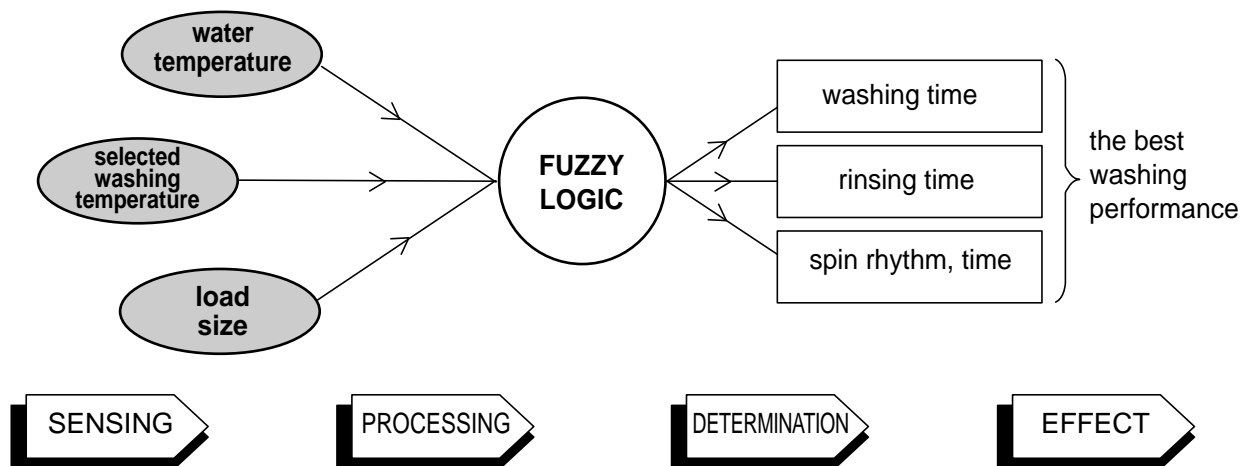 water
temperature
selected
washing
temperature
load
size
FUZZY
LOGIC
washing time
rinsing time
spin rhythm, time
the best
washing
performance
SENSING
PROCESSING
DETERMINATION
EFFECT